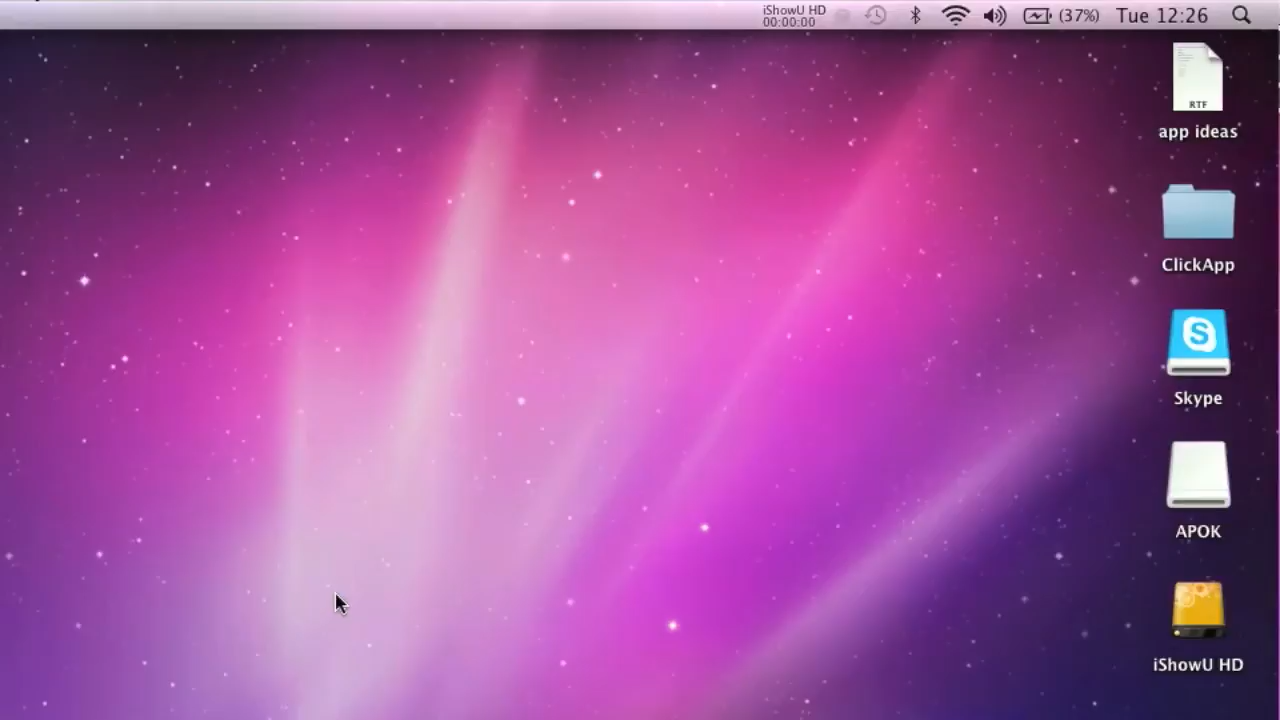 iShowU HD
00:00:00
(37%) Tue 12:26
RTF
app ideas
ClickApp
Skype
APOK
iShowU HD